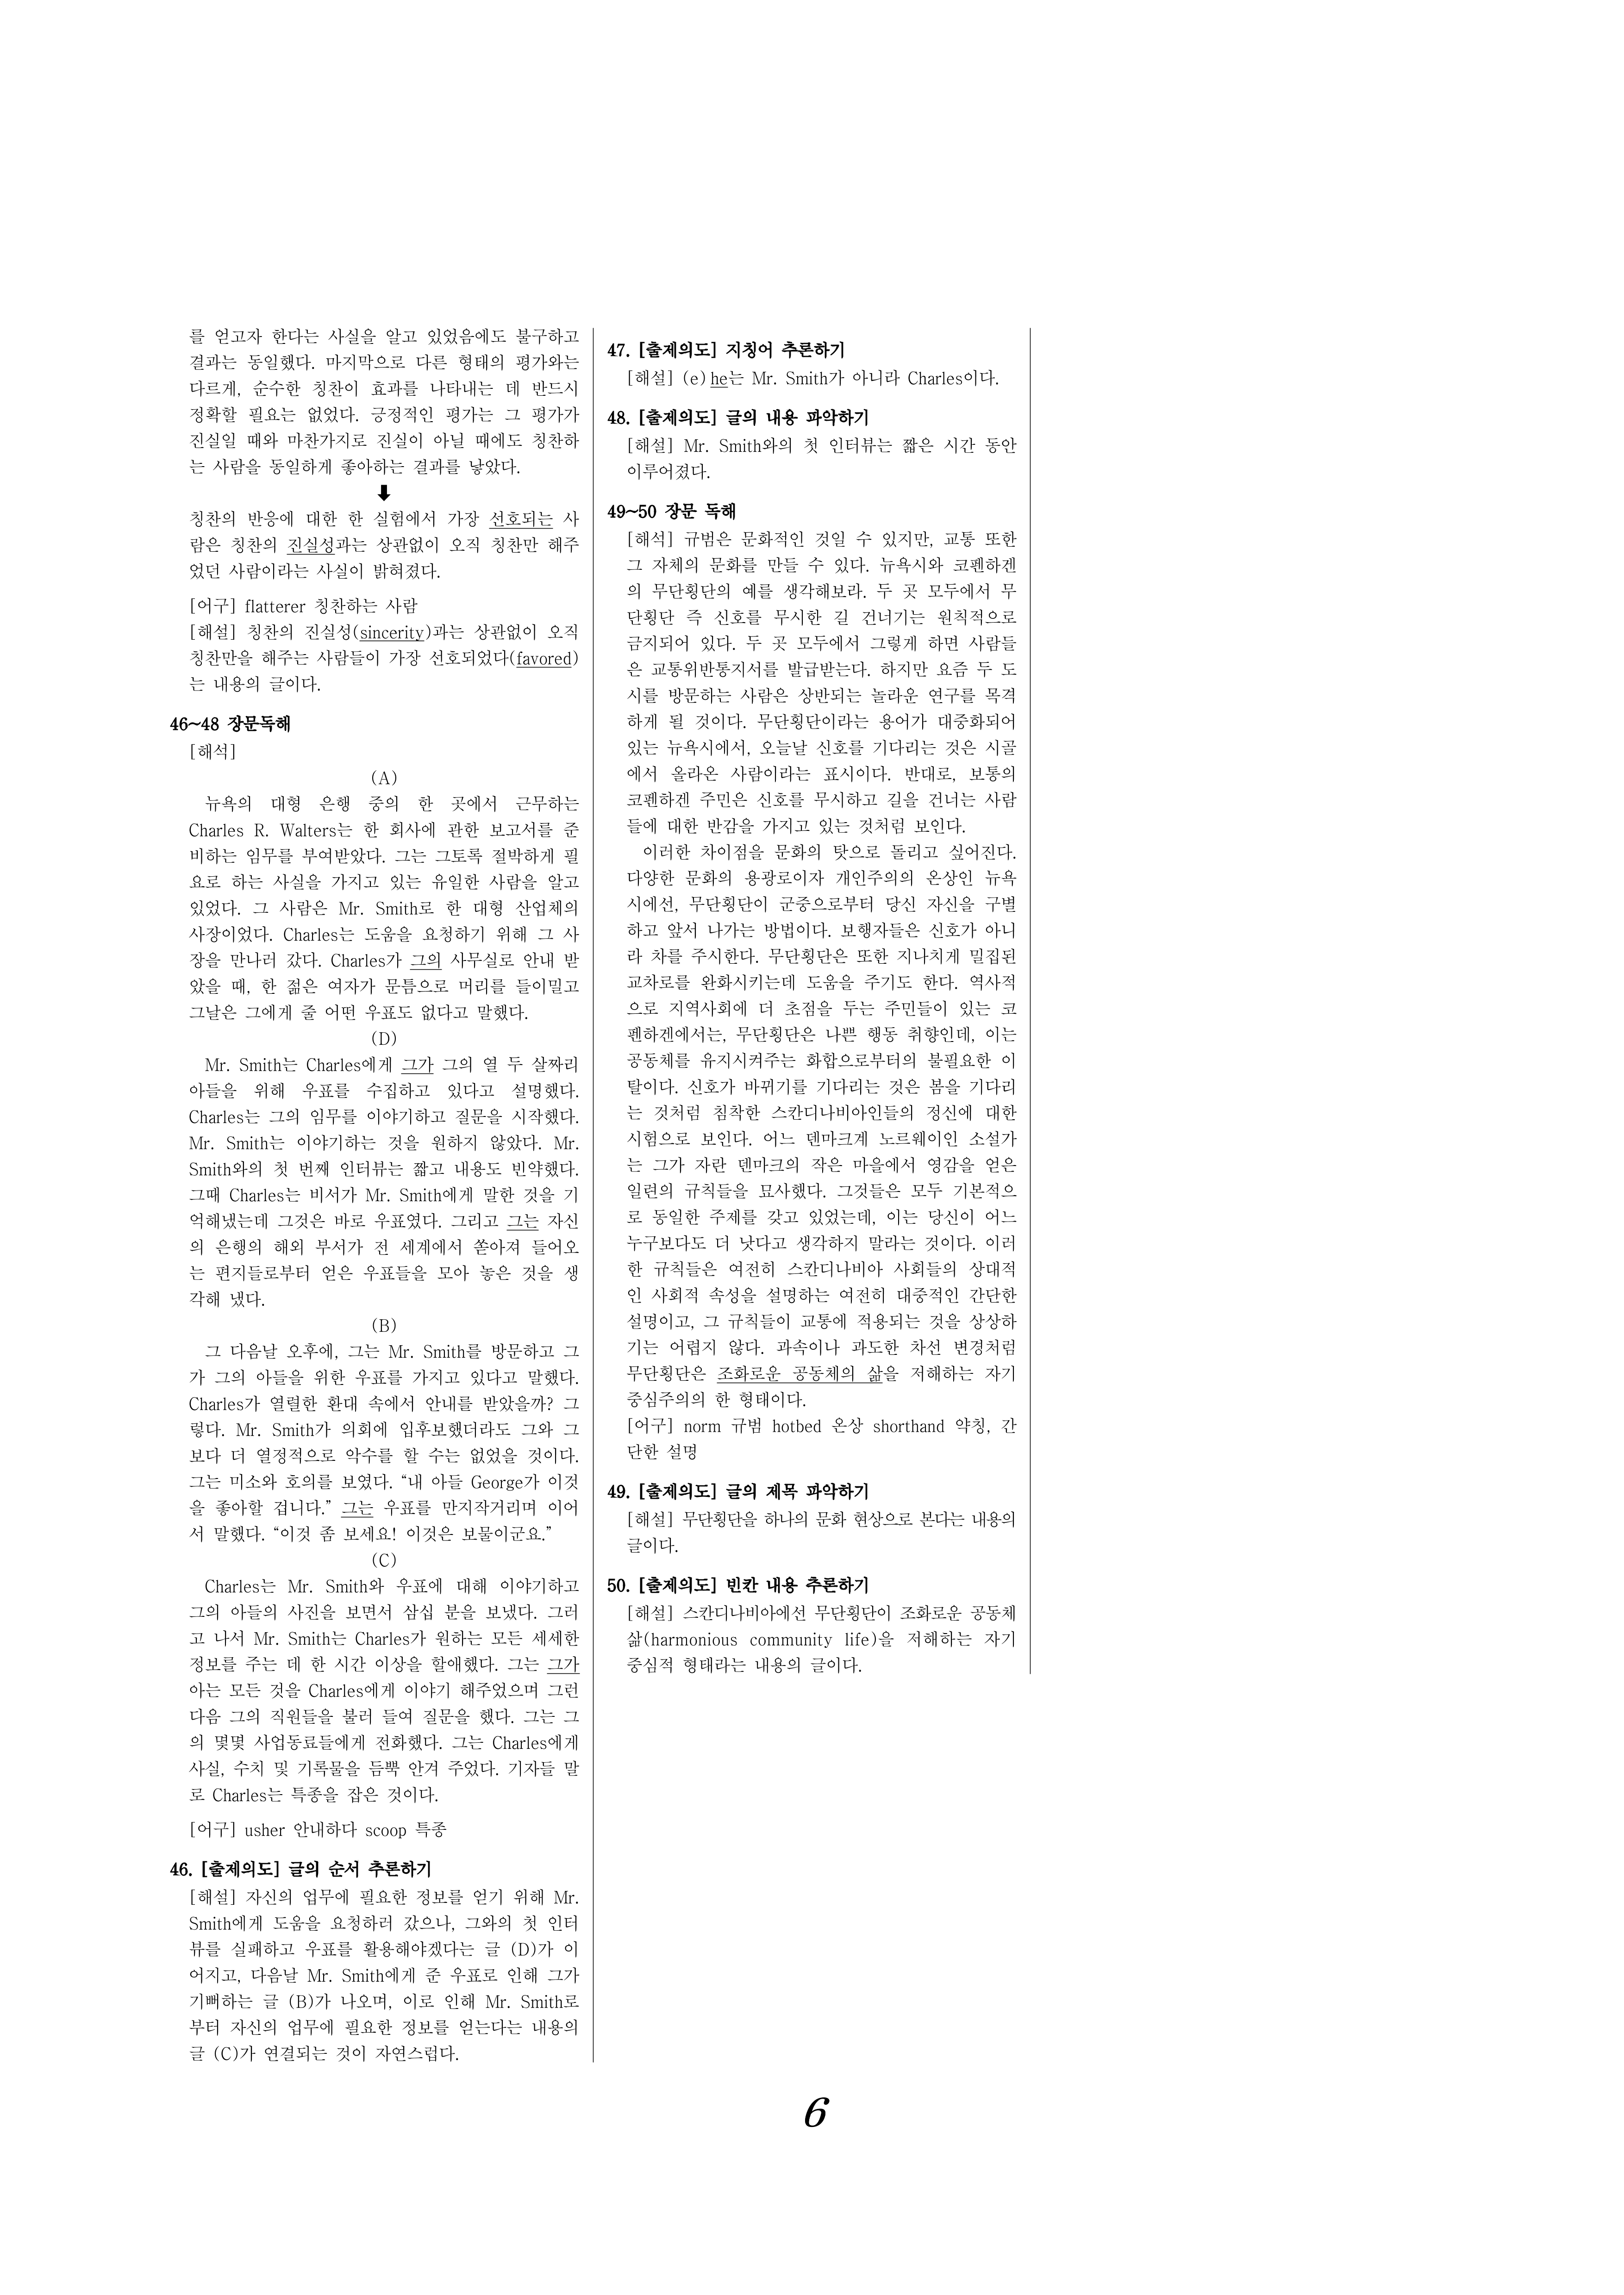 를 얻고자 한다는 사실을 알고 있었음에도 불구하고
결과는 동일했다. 마지막으로 다른 형태의 평가와는
다르게, 순수한 칭찬이 효과를 나타내는 데 반드시
정확할 필요는 없었다. 긍정적인 평가는 그 평가가
진실일 때와 마찬가지로 진실이 아닐 때에도 칭찬하
는 사람을 동일하게 좋아하는 결과를 낳았다.
⬇
칭찬의 반응에 대한 한 실험에서 가장 선호되는 사
람은 칭찬의 진실성과는 상관없이 오직 칭찬만 해주
었던 사람이라는 사실이 밝혀졌다.
[어구] flatterer 칭찬하는 사람
[해설] 칭찬의 진실성(sincerity)과는 상관없이 오직
칭찬만을 해주는 사람들이 가장 선호되었다(favored)
는 내용의 글이다.
46~48 장문독해
[해석]
(A)
뉴욕의 대형 은행 중의 한 곳에서 근무하는
Charles R. Walters는 한 회사에 관한 보고서를 준
비하는 임무를 부여받았다. 그는 그토록 절박하게 필
요로 하는 사실을 가지고 있는 유일한 사람을 알고
있었다. 그 사람은 Mr. Smith로 한 대형 산업체의
사장이었다. Charles는 도움을 요청하기 위해 그 사
장을 만나러 갔다. Charles가 그의 사무실로 안내 받
았을 때, 한 젊은 여자가 문틈으로 머리를 들이밀고
그날은 그에게 줄 어떤 우표도 없다고 말했다.
(D)
Mr. Smith는 Charles에게 그가 그의 열 두 살짜리
아들을 위해 우표를 수집하고 있다고 설명했다.
Charles는 그의 임무를 이야기하고 질문을 시작했다.
Mr. Smith는 이야기하는 것을 원하지 않았다. Mr.
Smith와의 첫 번째 인터뷰는 짧고 내용도 빈약했다.
그때 Charles는 비서가 Mr. Smith에게 말한 것을 기
억해냈는데 그것은 바로 우표였다. 그리고 그는 자신
의 은행의 해외 부서가 전 세계에서 쏟아져 들어오
는 편지들로부터 얻은 우표들을 모아 놓은 것을 생
각해 냈다.
(B)
그 다음날 오후에, 그는 Mr. Smith를 방문하고 그
가 그의 아들을 위한 우표를 가지고 있다고 말했다.
Charles가 열렬한 환대 속에서 안내를 받았을까? 그
렇다. Mr. Smith가 의회에 입후보했더라도 그와 그
보다 더 열정적으로 악수를 할 수는 없었을 것이다.
그는 미소와 호의를 보였다. “내 아들 George가 이것
을 좋아할 겁니다.” 그는 우표를 만지작거리며 이어
서 말했다. “이것 좀 보세요! 이것은 보물이군요.”
(C)
Charles는 Mr. Smith와 우표에 대해 이야기하고
그의 아들의 사진을 보면서 삼십 분을 보냈다. 그러
고 나서 Mr. Smith는 Charles가 원하는 모든 세세한
정보를 주는 데 한 시간 이상을 할애했다. 그는 그가
아는 모든 것을 Charles에게 이야기 해주었으며 그런
다음 그의 직원들을 불러 들여 질문을 했다. 그는 그
의 몇몇 사업동료들에게 전화했다. 그는 Charles에게
사실, 수치 및 기록물을 듬뿍 안겨 주었다. 기자들 말
로 Charles는 특종을 잡은 것이다.
[어구] usher 안내하다 scoop 특종
46. [출제의도] 글의 순서 추론하기
[해설] 자신의 업무에 필요한 정보를 얻기 위해 Mr.
Smith에게 도움을 요청하러 갔으나, 그와의 첫 인터
뷰를 실패하고 우표를 활용해야겠다는 글 (D)가 이
어지고, 다음날 Mr. Smith에게 준 우표로 인해 그가
기뻐하는 글 (B)가 나오며, 이로 인해 Mr. Smith로
부터 자신의 업무에 필요한 정보를 얻는다는 내용의
글 (C)가 연결되는 것이 자연스럽다.
47. [출제의도] 지칭어 추론하기
[해설] (e) he는 Mr. Smith가 아니라 Charles이다.
48. [출제의도] 글의 내용 파악하기
[해설] Mr. Smith와의 첫 인터뷰는 짧은 시간 동안
이루어졌다.
49~50 장문 독해
[해석] 규범은 문화적인 것일 수 있지만, 교통 또한
그 자체의 문화를 만들 수 있다. 뉴욕시와 코펜하겐
의 무단횡단의 예를 생각해보라. 두 곳 모두에서 무
단횡단 즉 신호를 무시한 길 건너기는 원칙적으로
금지되어 있다. 두 곳 모두에서 그렇게 하면 사람들
은 교통위반통지서를 발급받는다. 하지만 요즘 두 도
시를 방문하는 사람은 상반되는 놀라운 연구를 목격
하게 될 것이다. 무단횡단이라는 용어가 대중화되어
있는 뉴욕시에서, 오늘날 신호를 기다리는 것은 시골
에서 올라온 사람이라는 표시이다. 반대로, 보통의
코펜하겐 주민은 신호를 무시하고 길을 건너는 사람
들에 대한 반감을 가지고 있는 것처럼 보인다.
이러한 차이점을 문화의 탓으로 돌리고 싶어진다.
다양한 문화의 용광로이자 개인주의의 온상인 뉴욕
시에선, 무단횡단이 군중으로부터 당신 자신을 구별
하고 앞서 나가는 방법이다. 보행자들은 신호가 아니
라 차를 주시한다. 무단횡단은 또한 지나치게 밀집된
교차로를 완화시키는데 도움을 주기도 한다. 역사적
으로 지역사회에 더 초점을 두는 주민들이 있는 코
펜하겐에서는, 무단횡단은 나쁜 행동 취향인데, 이는
공동체를 유지시켜주는 화합으로부터의 불필요한 이
탈이다. 신호가 바뀌기를 기다리는 것은 봄을 기다리
는 것처럼 침착한 스칸디나비아인들의 정신에 대한
시험으로 보인다. 어느 덴마크계 노르웨이인 소설가
는 그가 자란 덴마크의 작은 마을에서 영감을 얻은
일련의 규칙들을 묘사했다. 그것들은 모두 기본적으
로 동일한 주제를 갖고 있었는데, 이는 당신이 어느
누구보다도 더 낫다고 생각하지 말라는 것이다. 이러
한 규칙들은 여전히 스칸디나비아 사회들의 상대적
인 사회적 속성을 설명하는 여전히 대중적인 간단한
설명이고, 그 규칙들이 교통에 적용되는 것을 상상하
기는 어렵지 않다. 과속이나 과도한 차선 변경처럼
무단횡단은 조화로운 공동체의 삶을 저해하는 자기
중심주의의 한 형태이다.
[어구] norm 규범 hotbed 온상 shorthand 약칭, 간
단한 설명
49. [출제의도] 글의 제목 파악하기
[해설] 무단횡단을 하나의 문화 현상으로 본다는 내용의
글이다.
50. [출제의도] 빈칸 내용 추론하기
[해설] 스칸디나비아에선 무단횡단이 조화로운 공동체
삶(harmonious community life)을 저해하는 자기
중심적 형태라는 내용의 글이다.
6